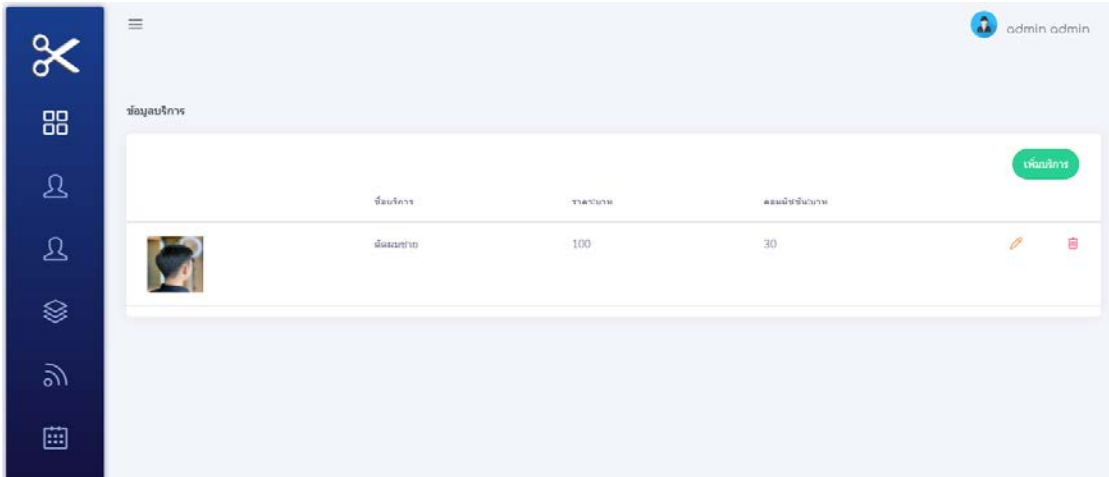 admin admin
ข้อมูลบริการ
เพิ่มบริการ
ชื่อบริการ ราคา:บาท คอมมิชชั่น:บาท
ตัดผมชาย 100 30